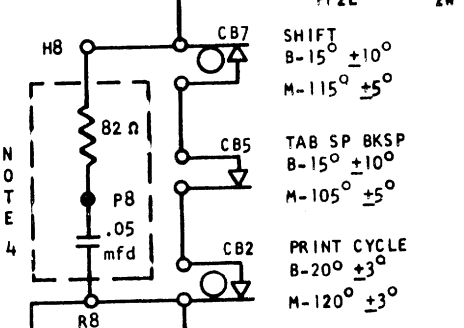 H8
CB7
SHIFT
B-15° ±10°
M-115° ±5°
82 Ω
NOTE 4
P8
.05
mfd
CB5
TAB SP BKSP
B-15° ±10°
M-105° ±5°
CB2
PRINT CYCLE
B-20° ±3°
M-120° ±3°
R8